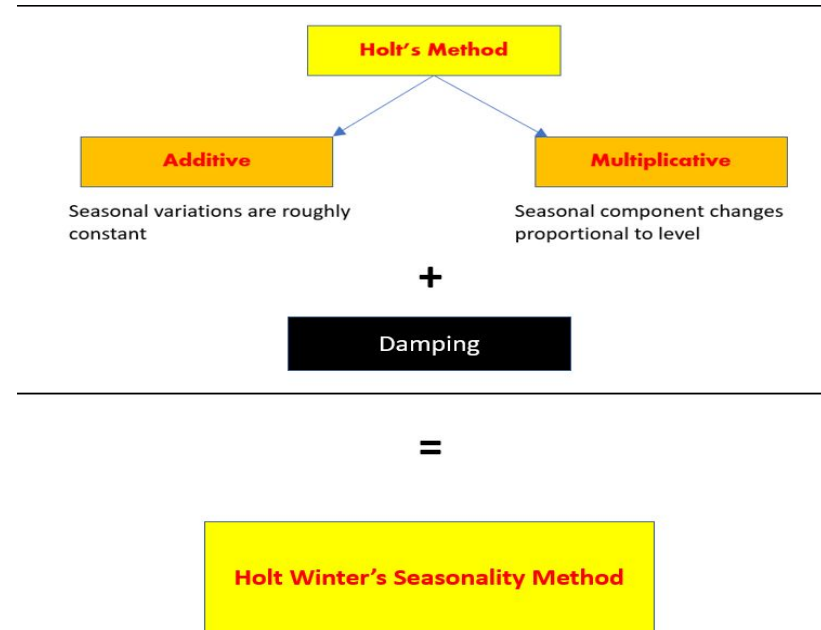 Holt's Method
Additive
Multiplicative
Seasonal variations are roughly
constant
Seasonal component changes
proportional to level
+
Damping
=
Holt Winter's Seasonality Method